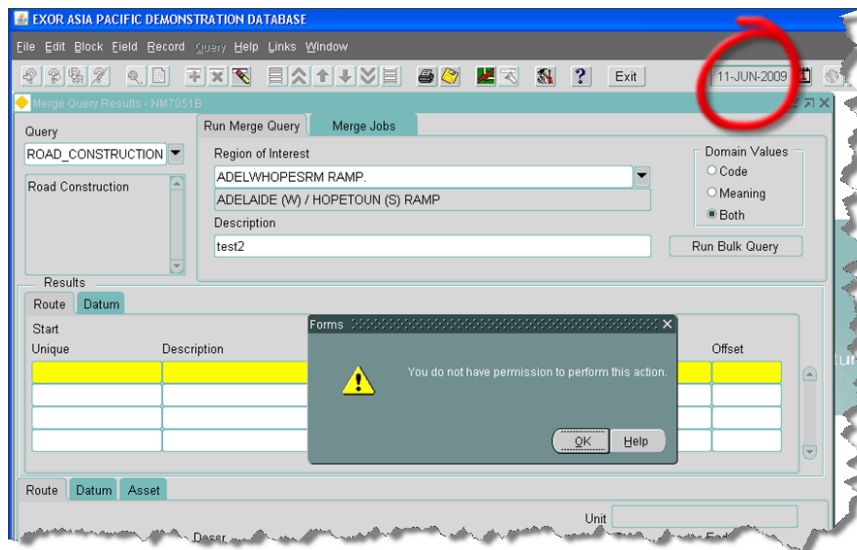 EXOR ASIA PACIFIC DEMONSTRATION DATABASE
File Edit Block Field Record Query Help Links Window
Exit 11-JUN-2009
Merge Query Results - NM7051B
Query
ROAD_CONSTRUCTION
Road Construction
Run Merge Query Merge Jobs
Region of Interest
ADELWHOPESRM RAMP.
ADELAIDE (W) / HOPETOUN (S) RAMP
Description
test2
Domain Values
Code
Meaning
Both
Run Bulk Query
Results
Route Datum
Start
Unique Description Offset
Forms
You do not have permission to perform this action.
OK Help
Route Datum Asset
Unit